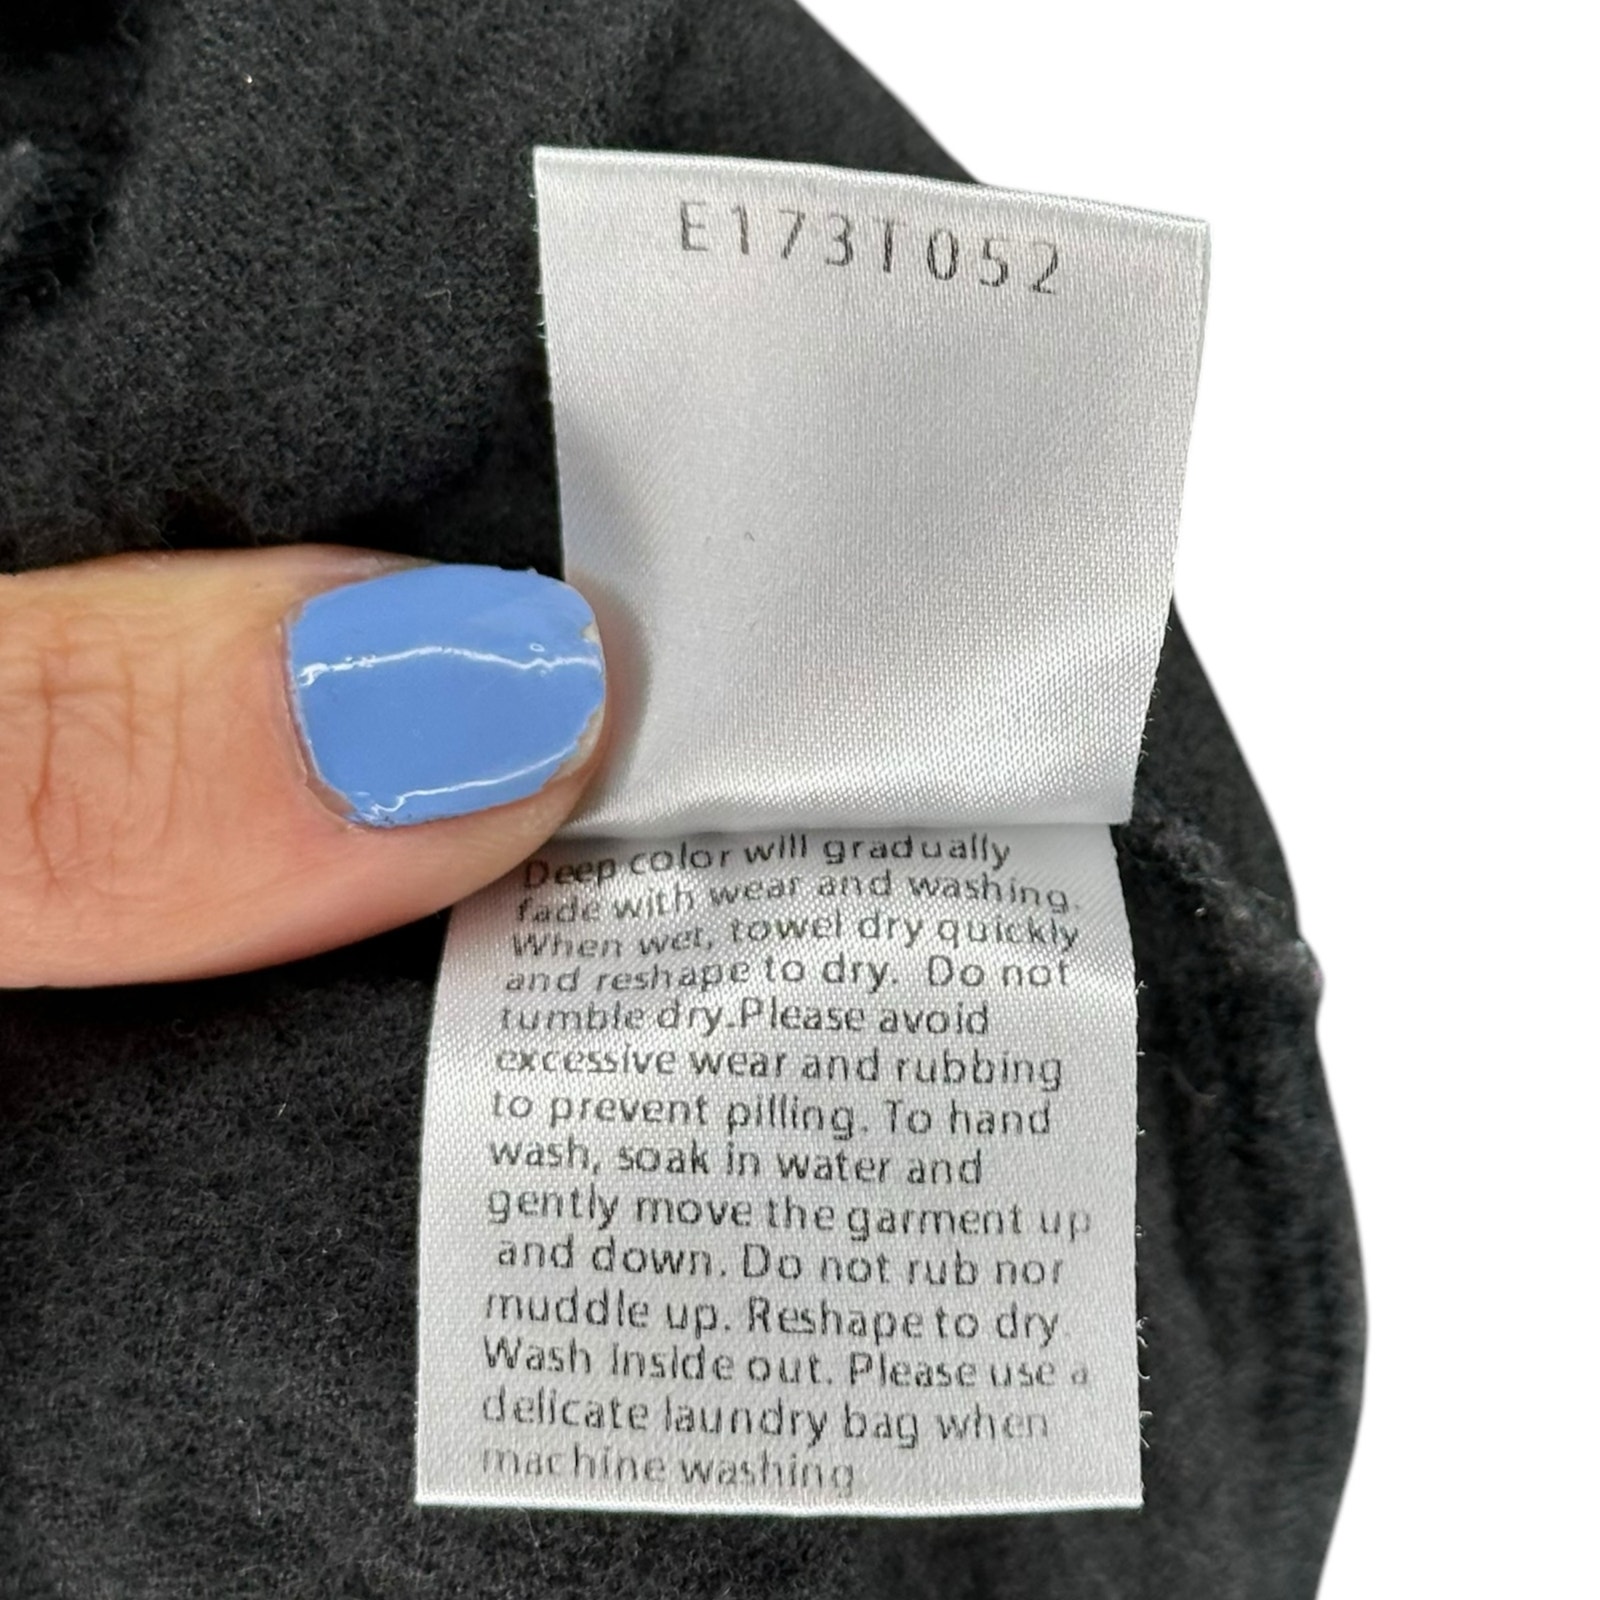 E173T052
Deep color will gradually
fade with wear and washing.
When wet, towel dry quickly
and reshape to dry. Do not
tumble dry.Please avoid
excessive wear and rubbing
to prevent pilling. To hand
wash, soak in water and
gently move the garment up
and down. Do not rub nor
muddle up. Reshape to dry.
Wash inside out. Please use a
delicate laundry bag when
machine washing